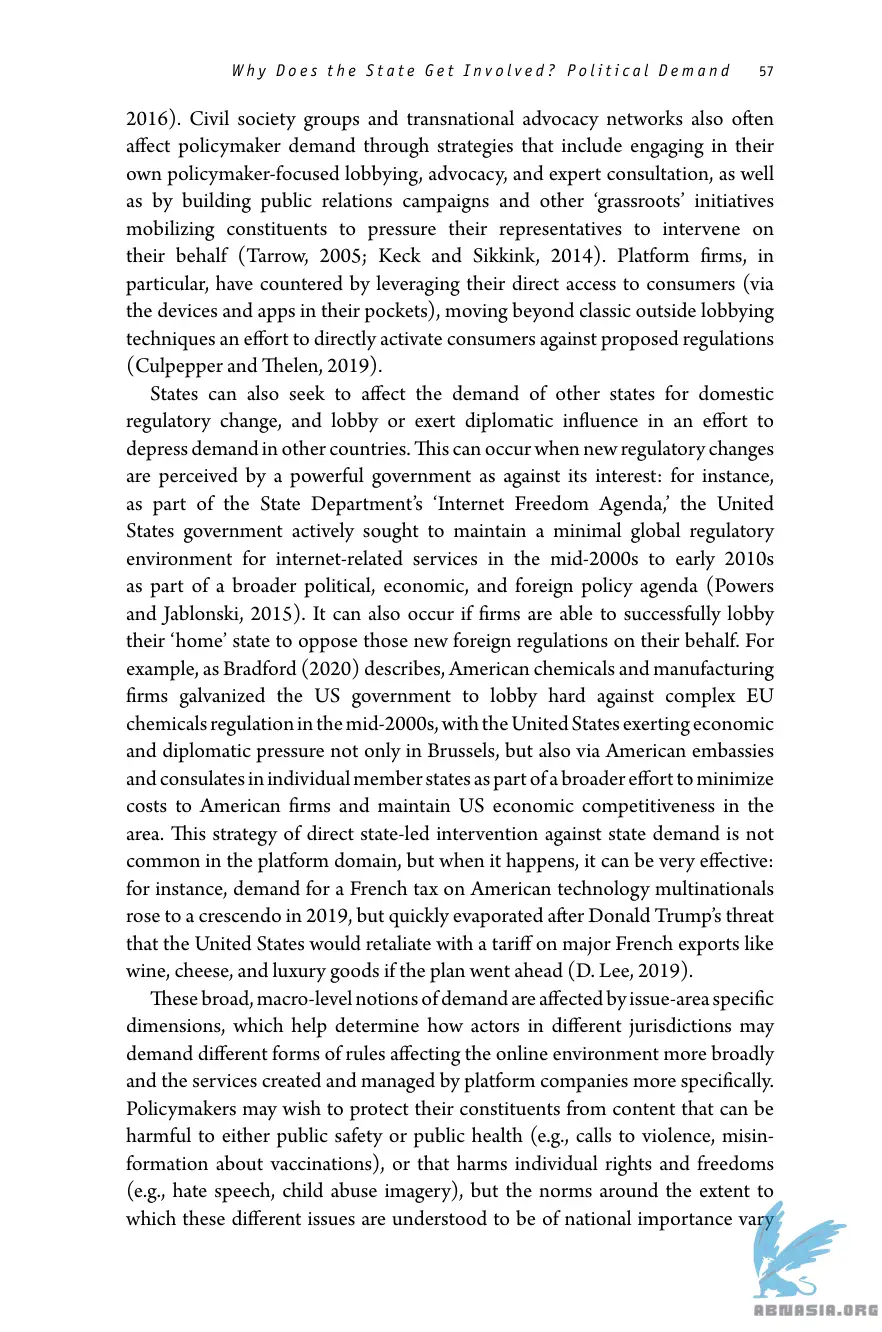 Why Does the State Get Involved? Political Demand 57
2016). Civil society groups and transnational advocacy networks also often
affect policymaker demand through strategies that include engaging in their
own policymaker-focused lobbying, advocacy, and expert consultation, as well
as by building public relations campaigns and other ‘grassroots’ initiatives
mobilizing constituents to pressure their representatives to intervene on
their behalf (Tarrow, 2005; Keck and Sikkink, 2014). Platform firms, in
particular, have countered by leveraging their direct access to consumers (via
the devices and apps in their pockets), moving beyond classic outside lobbying
techniques an effort to directly activate consumers against proposed regulations
(Culpepper and Thelen, 2019).
States can also seek to affect the demand of other states for domestic
regulatory change, and lobby or exert diplomatic influence in an effort to
depress demand in other countries. This can occur when new regulatory changes
are perceived by a powerful government as against its interest: for instance,
as part of the State Department’s ‘Internet Freedom Agenda,’ the United
States government actively sought to maintain a minimal global regulatory
environment for internet-related services in the mid-2000s to early 2010s
as part of a broader political, economic, and foreign policy agenda (Powers
and Jablonski, 2015). It can also occur if firms are able to successfully lobby
their ‘home’ state to oppose those new foreign regulations on their behalf. For
example, as Bradford (2020) describes, American chemicals and manufacturing
firms galvanized the US government to lobby hard against complex EU
chemicals regulation in the mid-2000s, with the United States exerting economic
and diplomatic pressure not only in Brussels, but also via American embassies
and consulates in individual member states as part of a broader effort to minimize
costs to American firms and maintain US economic competitiveness in the
area. This strategy of direct state-led intervention against state demand is not
common in the platform domain, but when it happens, it can be very effective:
for instance, demand for a French tax on American technology multinationals
rose to a crescendo in 2019, but quickly evaporated after Donald Trump’s threat
that the United States would retaliate with a tariff on major French exports like
wine, cheese, and luxury goods if the plan went ahead (D. Lee, 2019).
These broad, macro-level notions of demand are affected by issue-area specific
dimensions, which help determine how actors in different jurisdictions may
demand different forms of rules affecting the online environment more broadly
and the services created and managed by platform companies more specifically.
Policymakers may wish to protect their constituents from content that can be
harmful to either public safety or public health (e.g., calls to violence, misin-
formation about vaccinations), or that harms individual rights and freedoms
(e.g., hate speech, child abuse imagery), but the norms around the extent to
which these different issues are understood to be of national importance vary
ABNASIA.ORG